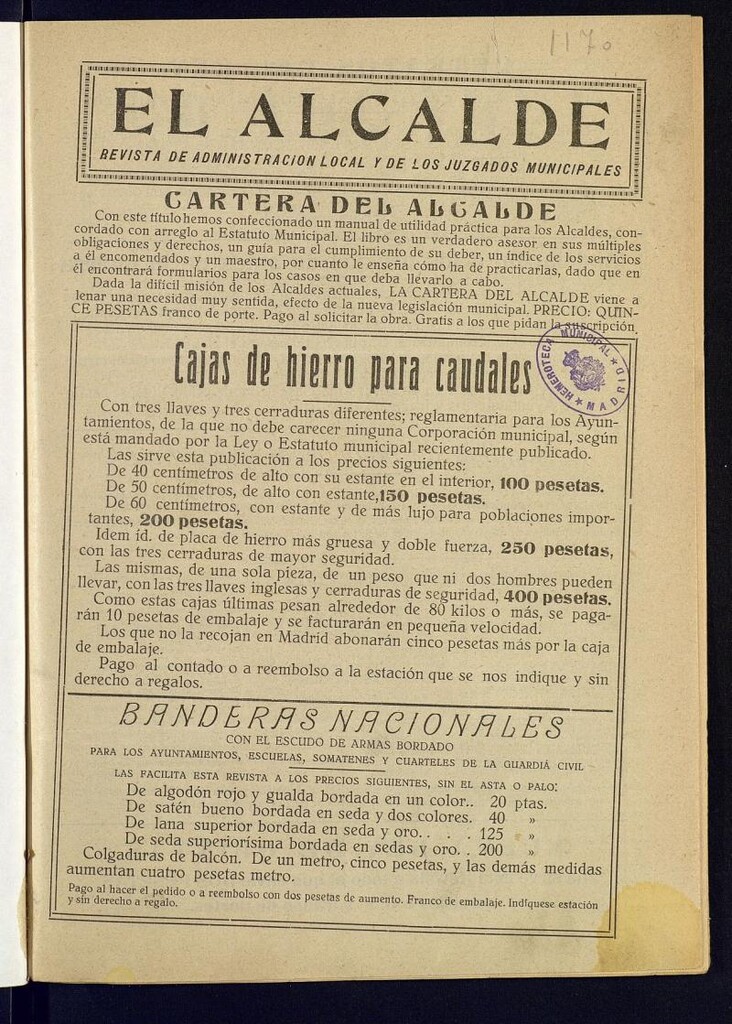 1170
EL ALCALDE
REVISTA DE ADMINISTRACION LOCAL Y DE LOS JUZGADOS MUNICIPALES
CARTERA DEL ALCALDE
Con este título hemos confeccionado un manual de utilidad práctica para los Alcaldes, con-
cordado con arreglo al Estatuto Municipal. El libro es un verdadero asesor en sus múltiples
obligaciones y derechos, un guía para el cumplimiento de su deber, un índice de los servicios
a él encomendados y un maestro, por cuanto le enseña cómo ha de practicarlas, dado que en
él encontrará formularios para los casos en que deba llevarlo a cabo.
Dada la difícil misión de los Alcaldes actuales, LA CARTERA DEL ALCALDE viene a
lenar una necesidad muy sentida, efecto de la nueva legislación municipal. PRECIO: QUIN-
CE PESETAS franco de porte. Pago al solicitar la obra. Gratis a los que pidan la suscripción.
HEMEROTECA MUNICIPAL
MADRID
Cajas de hierro para caudales
Con tres llaves y tres cerraduras diferentes; reglamentaria para los Ayun-
tamientos, de la que no debe carecer ninguna Corporación municipal, según
está mandado por la Ley o Estatuto municipal recientemente publicado.
Las sirve esta publicación a los precios siguientes:
De 40 centímetros de alto con su estante en el interior, 100 pesetas.
De 50 centímetros, de alto con estante,150 pesetas.
De 60 centímetros, con estante y de más lujo para poblaciones impor-
tantes, 200 pesetas.
Idem íd. de placa de hierro más gruesa y doble fuerza, 250 pesetas,
con las tres cerraduras de mayor seguridad.
Las mismas, de una sola pieza, de un peso que ni dos hombres pueden
llevar, con las tres llaves inglesas y cerraduras de seguridad, 400 pesetas.
Como estas cajas últimas pesan alrededor de 80 kilos o más, se paga-
rán 10 pesetas de embalaje y se facturarán en pequeña velocidad.
Los que no la recojan en Madrid abonarán cinco pesetas más por la caja
de embalaje.
Pago al contado o a reembolso a la estación que se nos indique y sin
derecho a regalos.
BANDERAS NACIONALES
CON EL ESCUDO DE ARMAS BORDADO
PARA LOS AYUNTAMIENTOS, ESCUELAS, SOMATENES Y CUARTELES DE LA GUARDIA CIVIL
LAS FACILITA ESTA REVISTA A LOS PRECIOS SIGUIENTES, SIN EL ASTA O PALO:
De algodón rojo y gualda bordada en un color.. 20 ptas.
De satén bueno bordada en seda y dos colores. 40 »
De lana superior bordada en seda y oro. . . . 125 »
De seda superiorísima bordada en sedas y oro. . 200 »
Colgaduras de balcón. De un metro, cinco pesetas, y las demás medidas
aumentan cuatro pesetas metro.
Pago al hacer el pedido o a reembolso con dos pesetas de aumento. Franco de embalaje. Indíquese estación
y sin derecho a regalo.